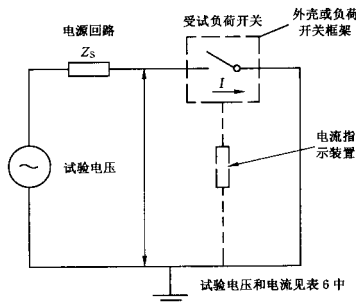 电源回路
Z_S
试验电压
受试负荷开关
I
外壳或负荷
开关框架
电流指
示装置
试验电压和电流见表6中